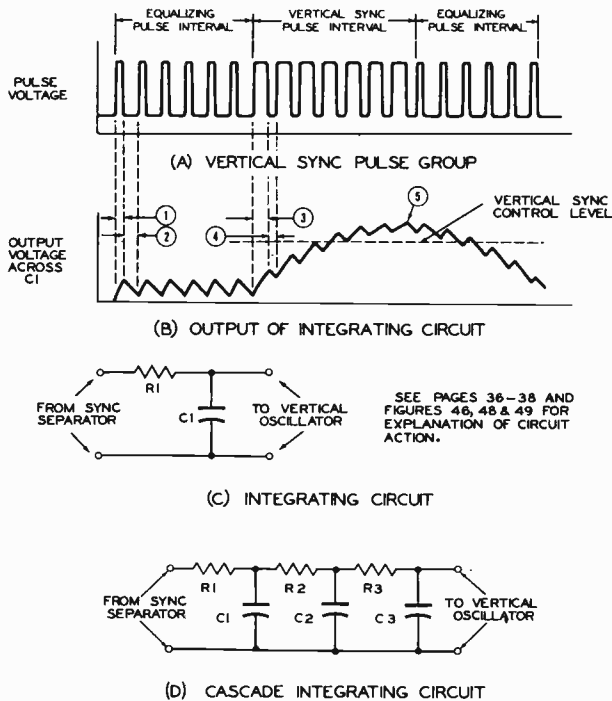 EQUALIZING PULSE INTERVAL
VERTICAL SYNC PULSE INTERVAL
EQUALIZING PULSE INTERVAL
PULSE VOLTAGE
(A) VERTICAL SYNC PULSE GROUP
1
2
3
4
5
VERTICAL SYNC CONTROL LEVEL
OUTPUT VOLTAGE ACROSS C1
(B) OUTPUT OF INTEGRATING CIRCUIT
R1
FROM SYNC SEPARATOR
C1
TO VERTICAL OSCILLATOR
SEE PAGES 36-38 AND
FIGURES 46, 48 & 49 FOR
EXPLANATION OF CIRCUIT
ACTION.
(C) INTEGRATING CIRCUIT
R1
R2
R3
FROM SYNC SEPARATOR
C1
C2
C3
TO VERTICAL OSCILLATOR
(D) CASCADE INTEGRATING CIRCUIT